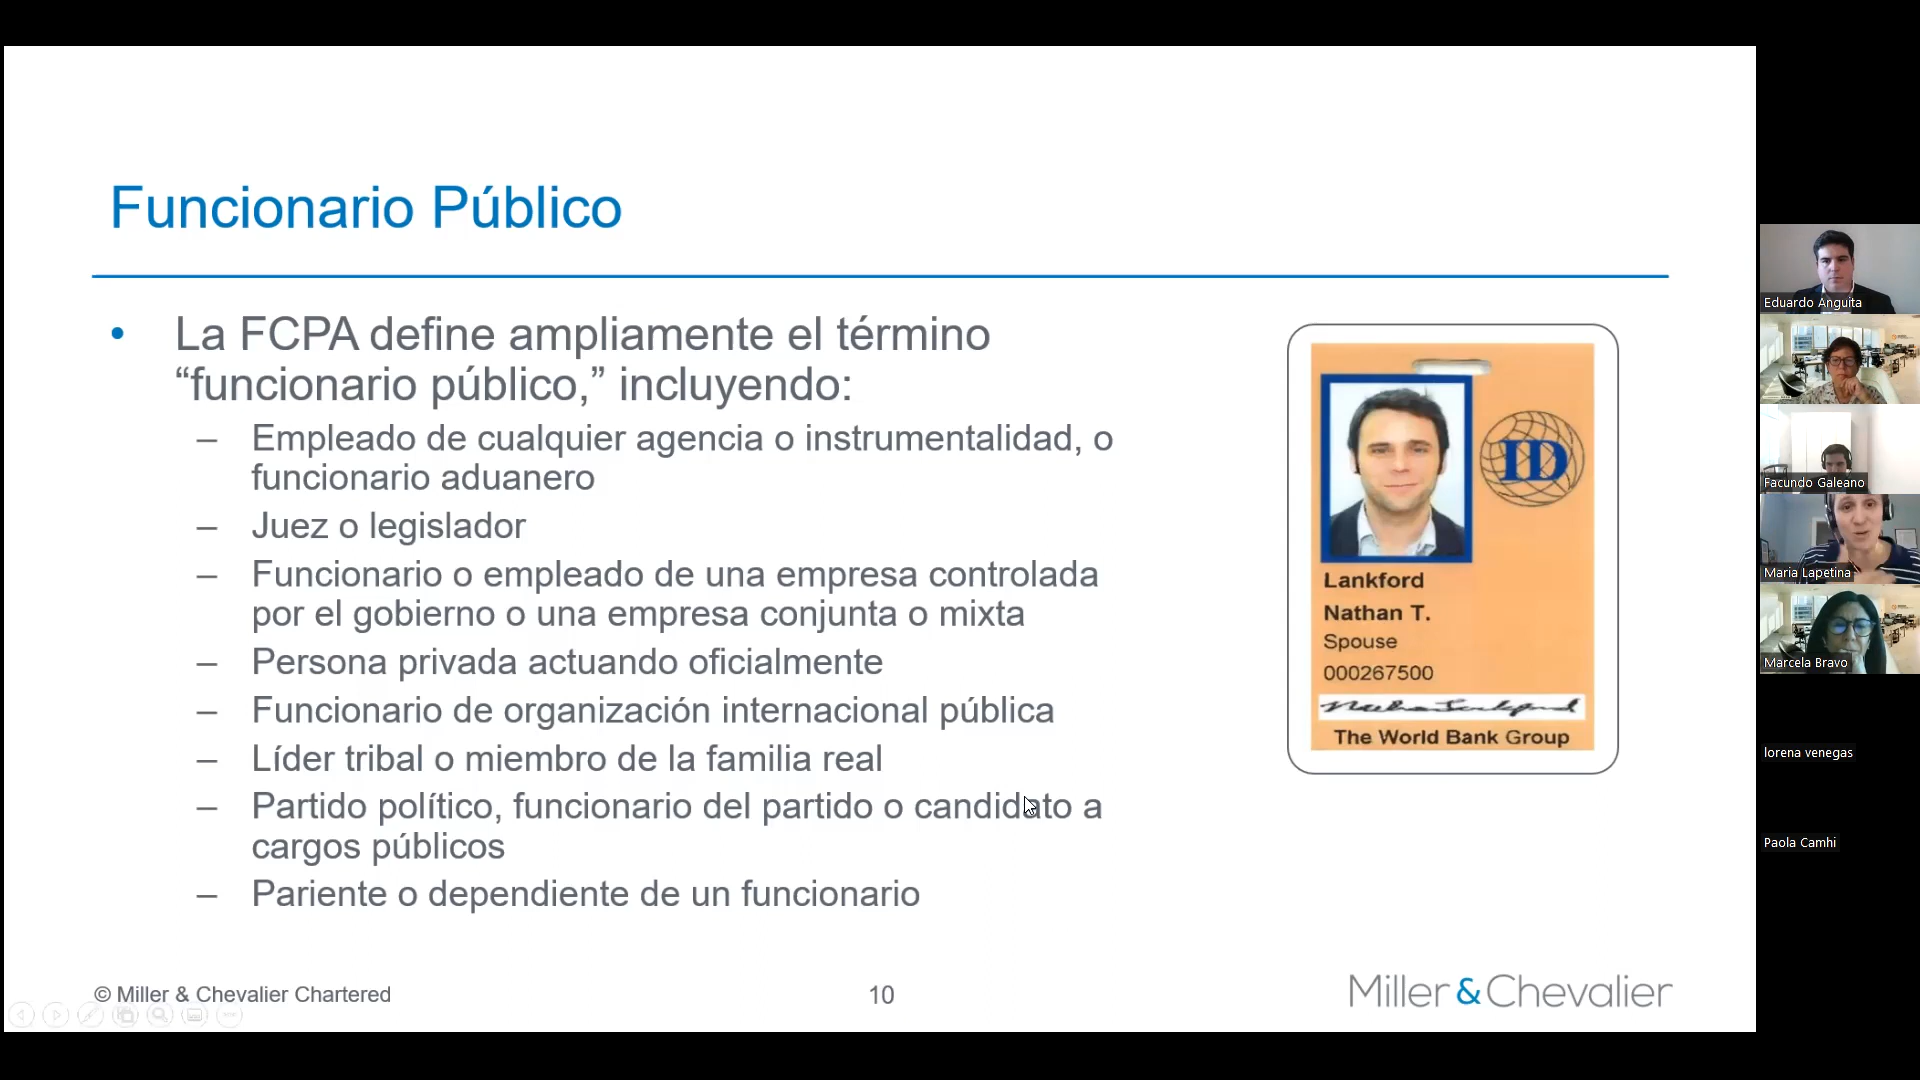 Funcionario Público
• La FCPA define ampliamente el término
“funcionario público,” incluyendo:
– Empleado de cualquier agencia o instrumentalidad, o
funcionario aduanero
– Juez o legislador
– Funcionario o empleado de una empresa controlada
por el gobierno o una empresa conjunta o mixta
– Persona privada actuando oficialmente
– Funcionario de organización internacional pública
– Líder tribal o miembro de la familia real
– Partido político, funcionario del partido o candidato a
cargos públicos
– Pariente o dependiente de un funcionario
ID
Lankford
Nathan T.
Spouse
000267500
The World Bank Group
© Miller & Chevalier Chartered
10
Miller & Chevalier
Eduardo Anguita
Facundo Galeano
Maria Lapetina
Marcela Bravo
lorena venegas
Paola Camhi